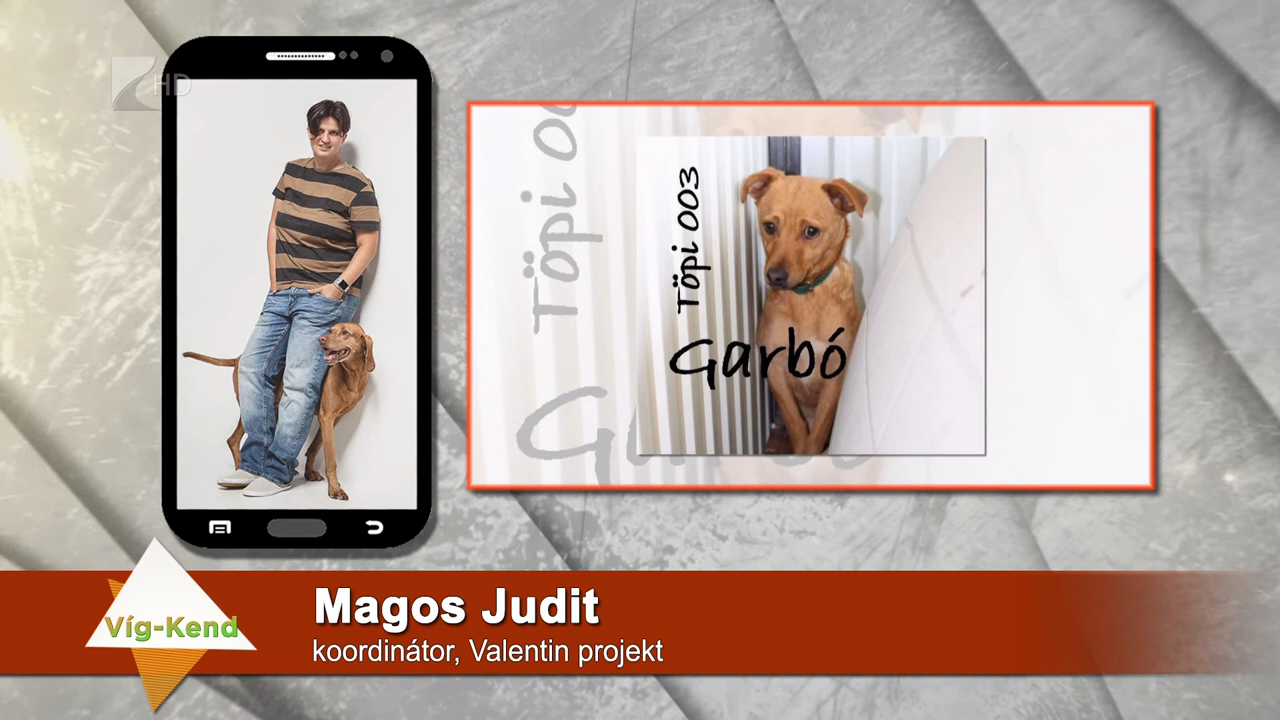 HD
Töpi 003
Garbó
Töpi 00
G
Víg-Kend
Magos Judit
koordinátor, Valentin projekt